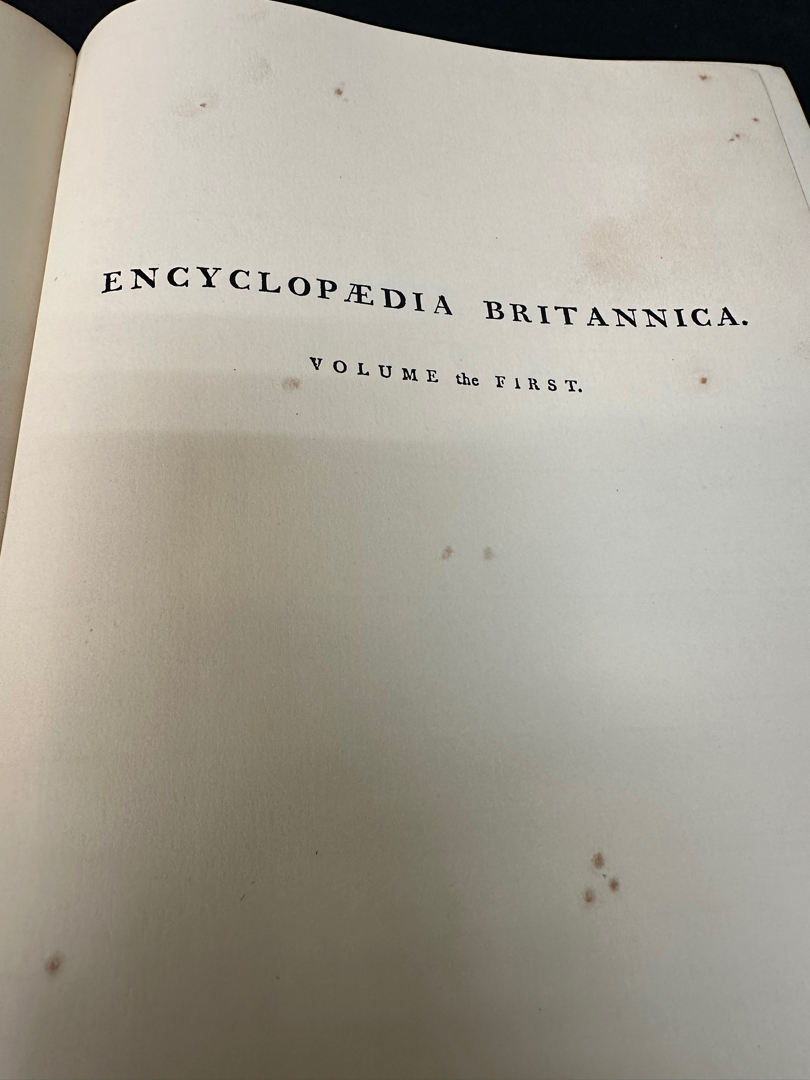 ENCYCLOPÆDIA BRITANNICA.
VOLUME the FIRST.